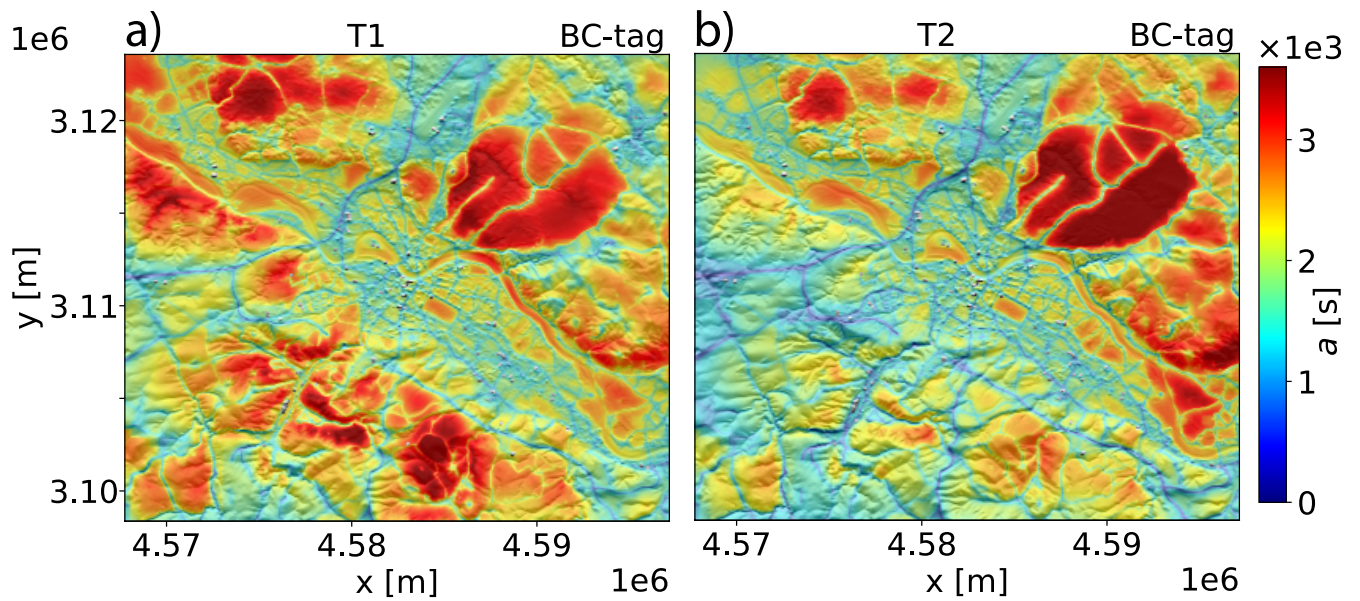 a) T1 BC-tag
b) T2 BC-tag
1e6
×1e3
3.12
3.11
3.10
y [m]
3
2
1
0
a [s]
4.57 4.58 4.59
4.57 4.58 4.59
x [m] 1e6
x [m] 1e6